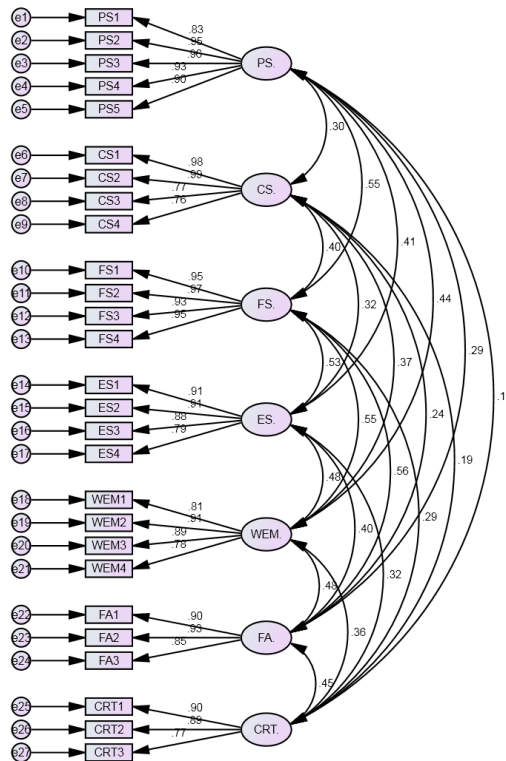 e1 PS1 .83
e2 PS2 .95
e3 PS3 .96
e4 PS4 .93
e5 PS5 .90
PS.
.30
e6 CS1 .98
e7 CS2 .99
e8 CS3 .77
e9 CS4 .76
CS.
.55
.40
.41
e10 FS1 .95
e11 FS2 .97
e12 FS3 .93
e13 FS4 .95
FS.
.32
.44
.53
.37
.29
e14 ES1 .91
e15 ES2 .91
e16 ES3 .88
e17 ES4 .79
ES.
.55
.24
.1
.48
.56
.19
e18 WEM1 .81
e19 WEM2 .91
e20 WEM3 .89
e21 WEM4 .78
WEM.
.40
.29
.48
.32
e22 FA1 .90
e23 FA2 .93
e24 FA3 .85
FA.
.36
.45
e25 CRT1 .90
e26 CRT2 .89
e27 CRT3 .77
CRT.